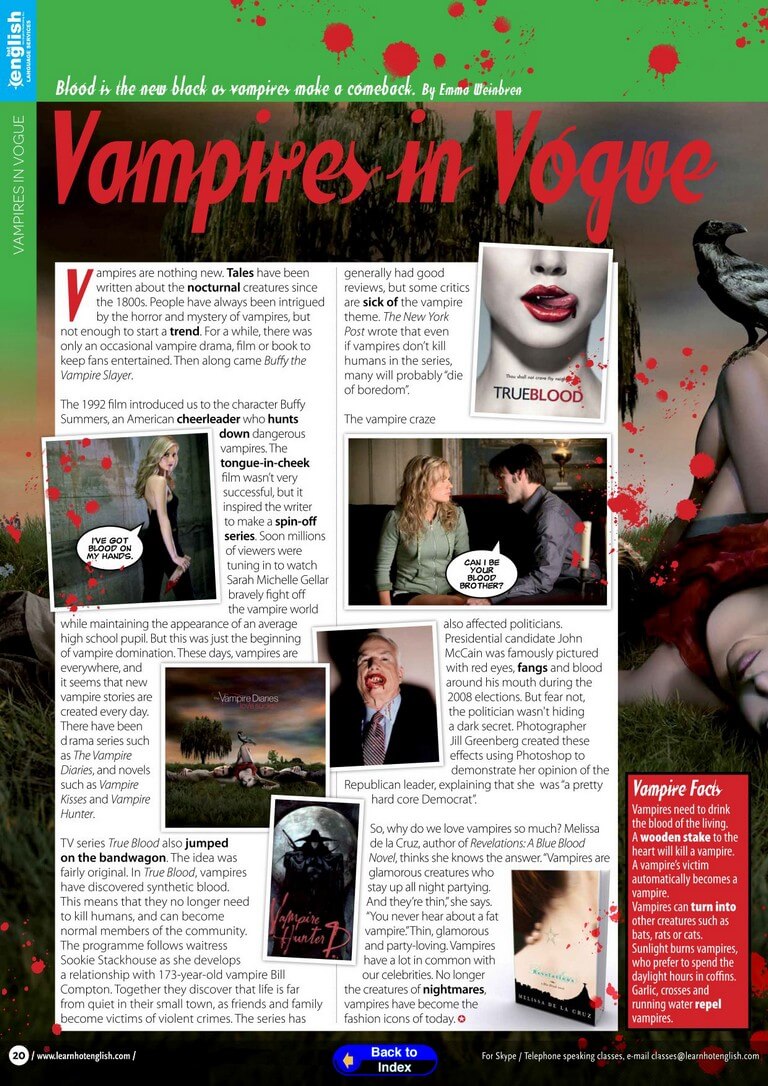 hot
english
LANGUAGE SERVICES
VAMPIRES IN VOGUE
Blood is the new black as vampires make a comeback. By Emma Weinbren
Vampires in Vogue
Vampires are nothing new. Tales have been
written about the nocturnal creatures since
the 1800s. People have always been intrigued
by the horror and mystery of vampires, but
not enough to start a trend. For a while, there was
only an occasional vampire drama, film or book to
keep fans entertained. Then along came Buffy the
Vampire Slayer.
The 1992 film introduced us to the character Buffy
Summers, an American cheerleader who hunts
down dangerous
vampires. The
tongue-in-cheek
film wasn't very
successful, but it
inspired the writer
to make a spin-off
series. Soon millions
of viewers were
tuning in to watch
Sarah Michelle Gellar
bravely fight off
the vampire world
while maintaining the appearance of an average
high school pupil. But this was just the beginning
of vampire domination. These days, vampires are
everywhere, and
it seems that new
vampire stories are
created every day.
There have been
drama series such
as The Vampire
Diaries, and novels
such as Vampire
Kisses and Vampire
Hunter.
TV series True Blood also jumped
on the bandwagon. The idea was
fairly original. In True Blood, vampires
have discovered synthetic blood.
This means that they no longer need
to kill humans, and can become
normal members of the community.
The programme follows waitress
Sookie Stackhouse as she develops
a relationship with 173-year-old vampire Bill
Compton. Together they discover that life is far
from quiet in their small town, as friends and family
become victims of violent crimes. The series has
I'VE GOT
BLOOD ON
MY HANDS.
the Vampire Diaries
love sucks
Vampire
Hunter D
generally had good
reviews, but some critics
are sick of the vampire
theme. The New York
Post wrote that even
if vampires don't kill
humans in the series,
many will probably "die
of boredom".
Thou shall not crave thy neighbor
TRUEBLOOD
The vampire craze
CAN I BE
YOUR
BLOOD
BROTHER?
also affected politicians.
Presidential candidate John
McCain was famously pictured
with red eyes, fangs and blood
around his mouth during the
2008 elections. But fear not,
the politician wasn't hiding
a dark secret. Photographer
Jill Greenberg created these
effects using Photoshop to
demonstrate her opinion of the
Republican leader, explaining that she was "a pretty
hard core Democrat".
So, why do we love vampires so much? Melissa
de la Cruz, author of Revelations: A Blue Blood
Novel, thinks she knows the answer. "Vampires are
glamorous creatures who
stay up all night partying.
And they're thin," she says.
"You never hear about a fat
vampire." Thin, glamorous
and party-loving. Vampires
have a lot in common with
our celebrities. No longer
the creatures of nightmares,
vampires have become the
fashion icons of today.
Revelations
MELISSA DE LA CRUZ
Vampire Facts
Vampires need to drink
the blood of the living.
A wooden stake to the
heart will kill a vampire.
A vampire's victim
automatically becomes a
vampire.
Vampires can turn into
other creatures such as
bats, rats or cats.
Sunlight burns vampires,
who prefer to spend the
daylight hours in coffins.
Garlic, crosses and
running water repel
vampires.
20 / www.learnhotenglish.com /
Back to
Index
For Skype / Telephone speaking classes, e-mail classes@learnhotenglish.com